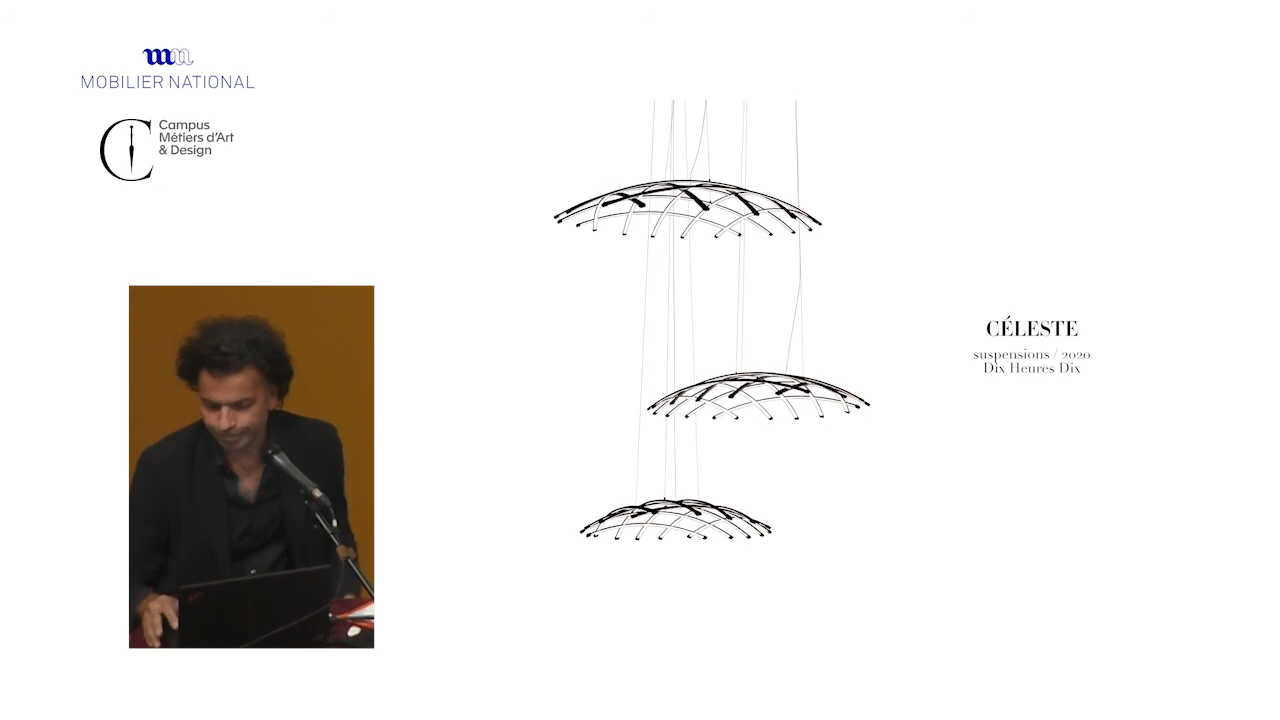 MOBILIER NATIONAL
Campus
Métiers d'Art
& Design
CÉLESTE
suspensions / 2020
Dix Heures Dix